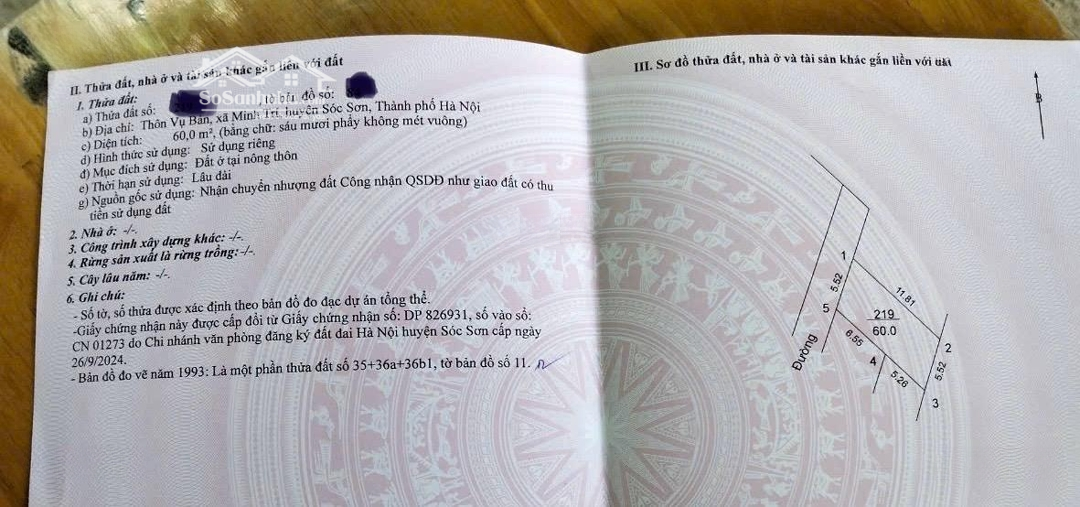 II. Thửa đất, nhà ở và tài sản khác gắn liền với đất
1. Thửa đất:
a) Thửa đất số: tờ bản đồ số:
SoSanhNha
b) Địa chỉ: Thôn Vụ Bản, xã Minh Trí, huyện Sóc Sơn, Thành phố Hà Nội
c) Diện tích: 60,0 m², (bằng chữ: sáu mươi phẩy không mét vuông)
d) Hình thức sử dụng: Sử dụng riêng
đ) Mục đích sử dụng: Đất ở tại nông thôn
e) Thời hạn sử dụng: Lâu dài
g) Nguồn gốc sử dụng: Nhận chuyển nhượng đất Công nhận QSDĐ như giao đất có thu
tiền sử dụng đất
2. Nhà ở: -/-.
3. Công trình xây dựng khác: -/-.
4. Rừng sản xuất là rừng trồng: -/-.
5. Cây lâu năm: -/-.
6. Ghi chú:
- Số tờ, số thửa được xác định theo bản đồ đo đạc dự án tổng thể.
-Giấy chứng nhận này được cấp đổi từ Giấy chứng nhận số: DP 826931, số vào sổ:
CN 01273 do Chi nhánh văn phòng đăng ký đất đai Hà Nội huyện Sóc Sơn cấp ngày
26/9/2024.
- Bản đồ đo vẽ năm 1993: Là một phần thửa đất số 35+36a+36b1, tờ bản đồ số 11.
III. Sơ đồ thửa đất, nhà ở và tài sản khác gắn liền với đất
B
1
5.52
11.81
5
219
60.0
2
Đường
6.55
4
5.26
5.52
3